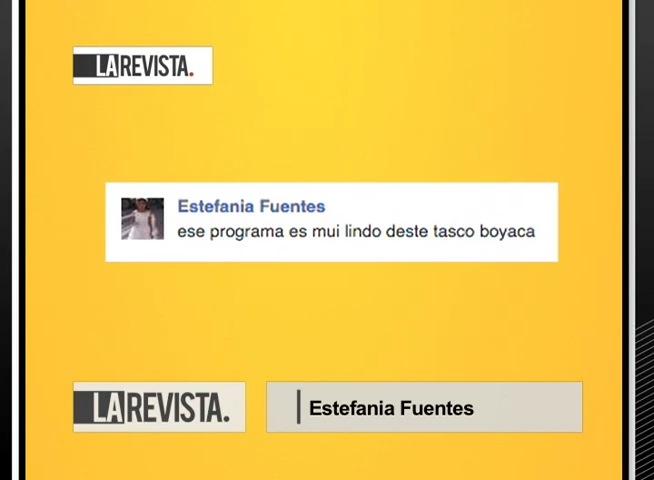 LAREVISTA.
Estefania Fuentes
ese programa es mui lindo deste tasco boyaca
LAREVISTA.
Estefania Fuentes